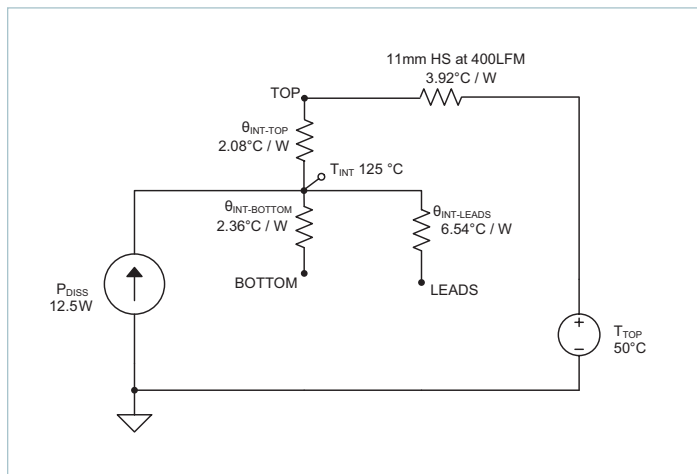 11mm HS at 400LFM
3.92°C / W
TOP
θINT-TOP
2.08°C / W
TINT 125 °C
θINT-BOTTOM
2.36°C / W
θINT-LEADS
6.54°C / W
BOTTOM
LEADS
PDISS
12.5W
+
–
TTOP
50°C